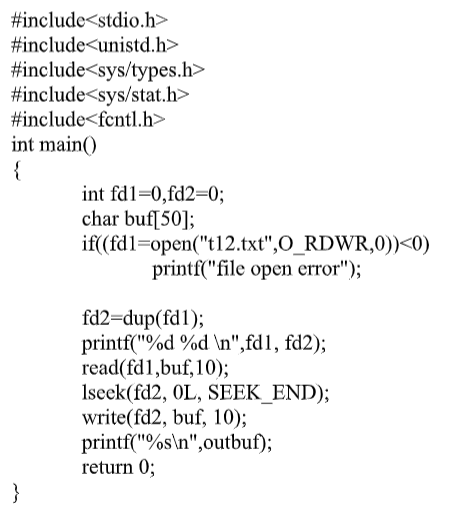 #include<stdio.h>
#include<unistd.h>
#include<sys/types.h>
#include<sys/stat.h>
#include<fcntl.h>
int main()
{
int fd1=0,fd2=0;
char buf[50];
if((fd1=open("t12.txt",O_RDWR,0))<0)
printf("file open error");
fd2=dup(fd1);
printf("%d %d \n",fd1, fd2);
read(fd1,buf,10);
lseek(fd2, 0L, SEEK_END);
write(fd2, buf, 10);
printf("%s\n",outbuf);
return 0;
}